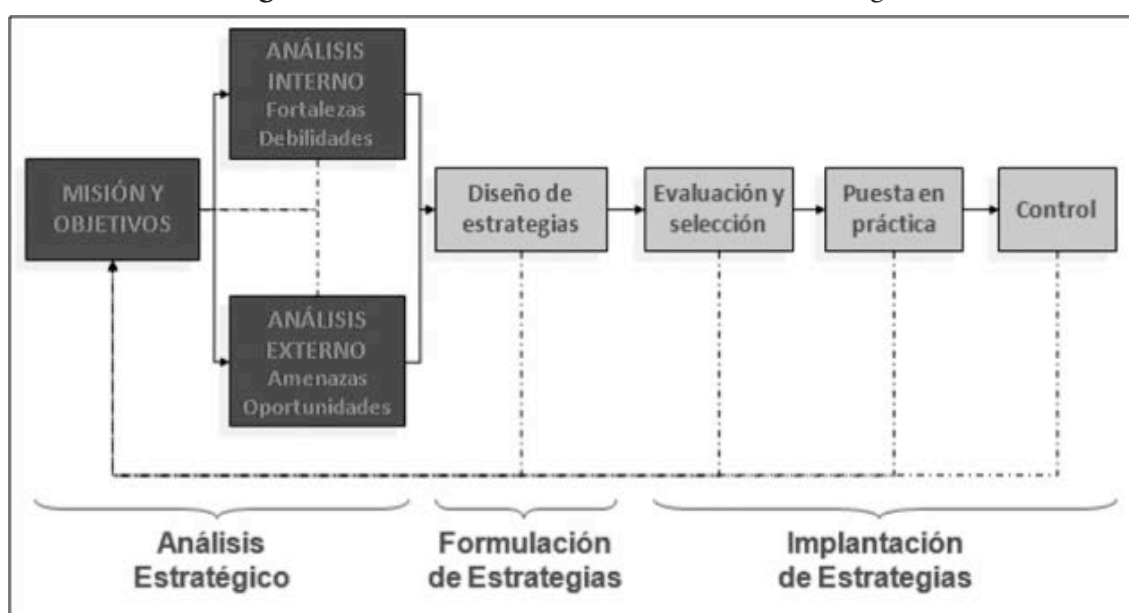 ANÁLISIS
INTERNO
Fortalezas
Debilidades
MISIÓN Y
OBJETIVOS
Diseño de
estrategias
Evaluación y
selección
Puesta en
práctica
Control
ANÁLISIS
EXTERNO
Amenazas
Oportunidades
Análisis
Estratégico
Formulación
de Estrategias
Implantación
de Estrategias